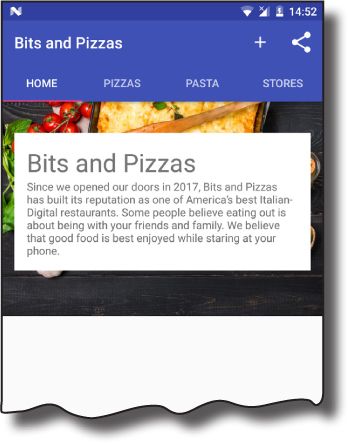 14:52
Bits and Pizzas
HOME PIZZAS PASTA STORES
Bits and Pizzas
Since we opened our doors in 2017, Bits and Pizzas
has built its reputation as one of America's best Italian-
Digital restaurants. Some people believe eating out is
about being with your friends and family. We believe
that good food is best enjoyed while staring at your
phone.